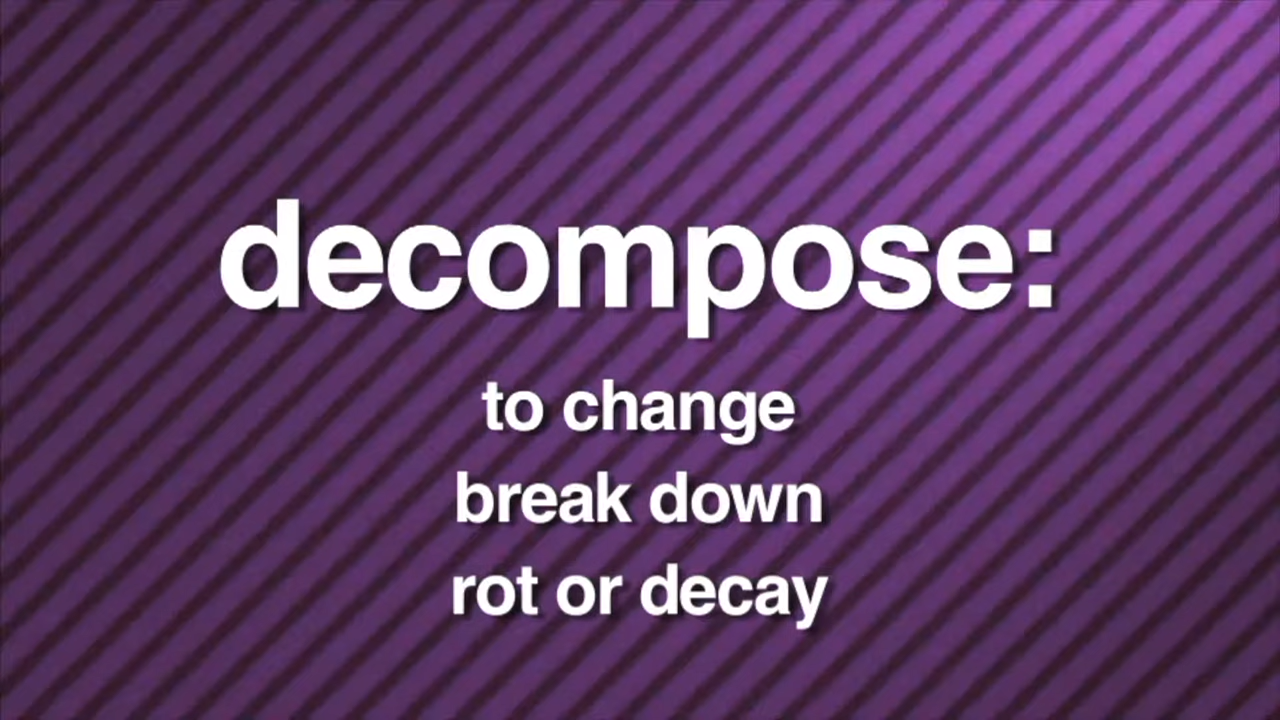 decompose:
to change
break down
rot or decay